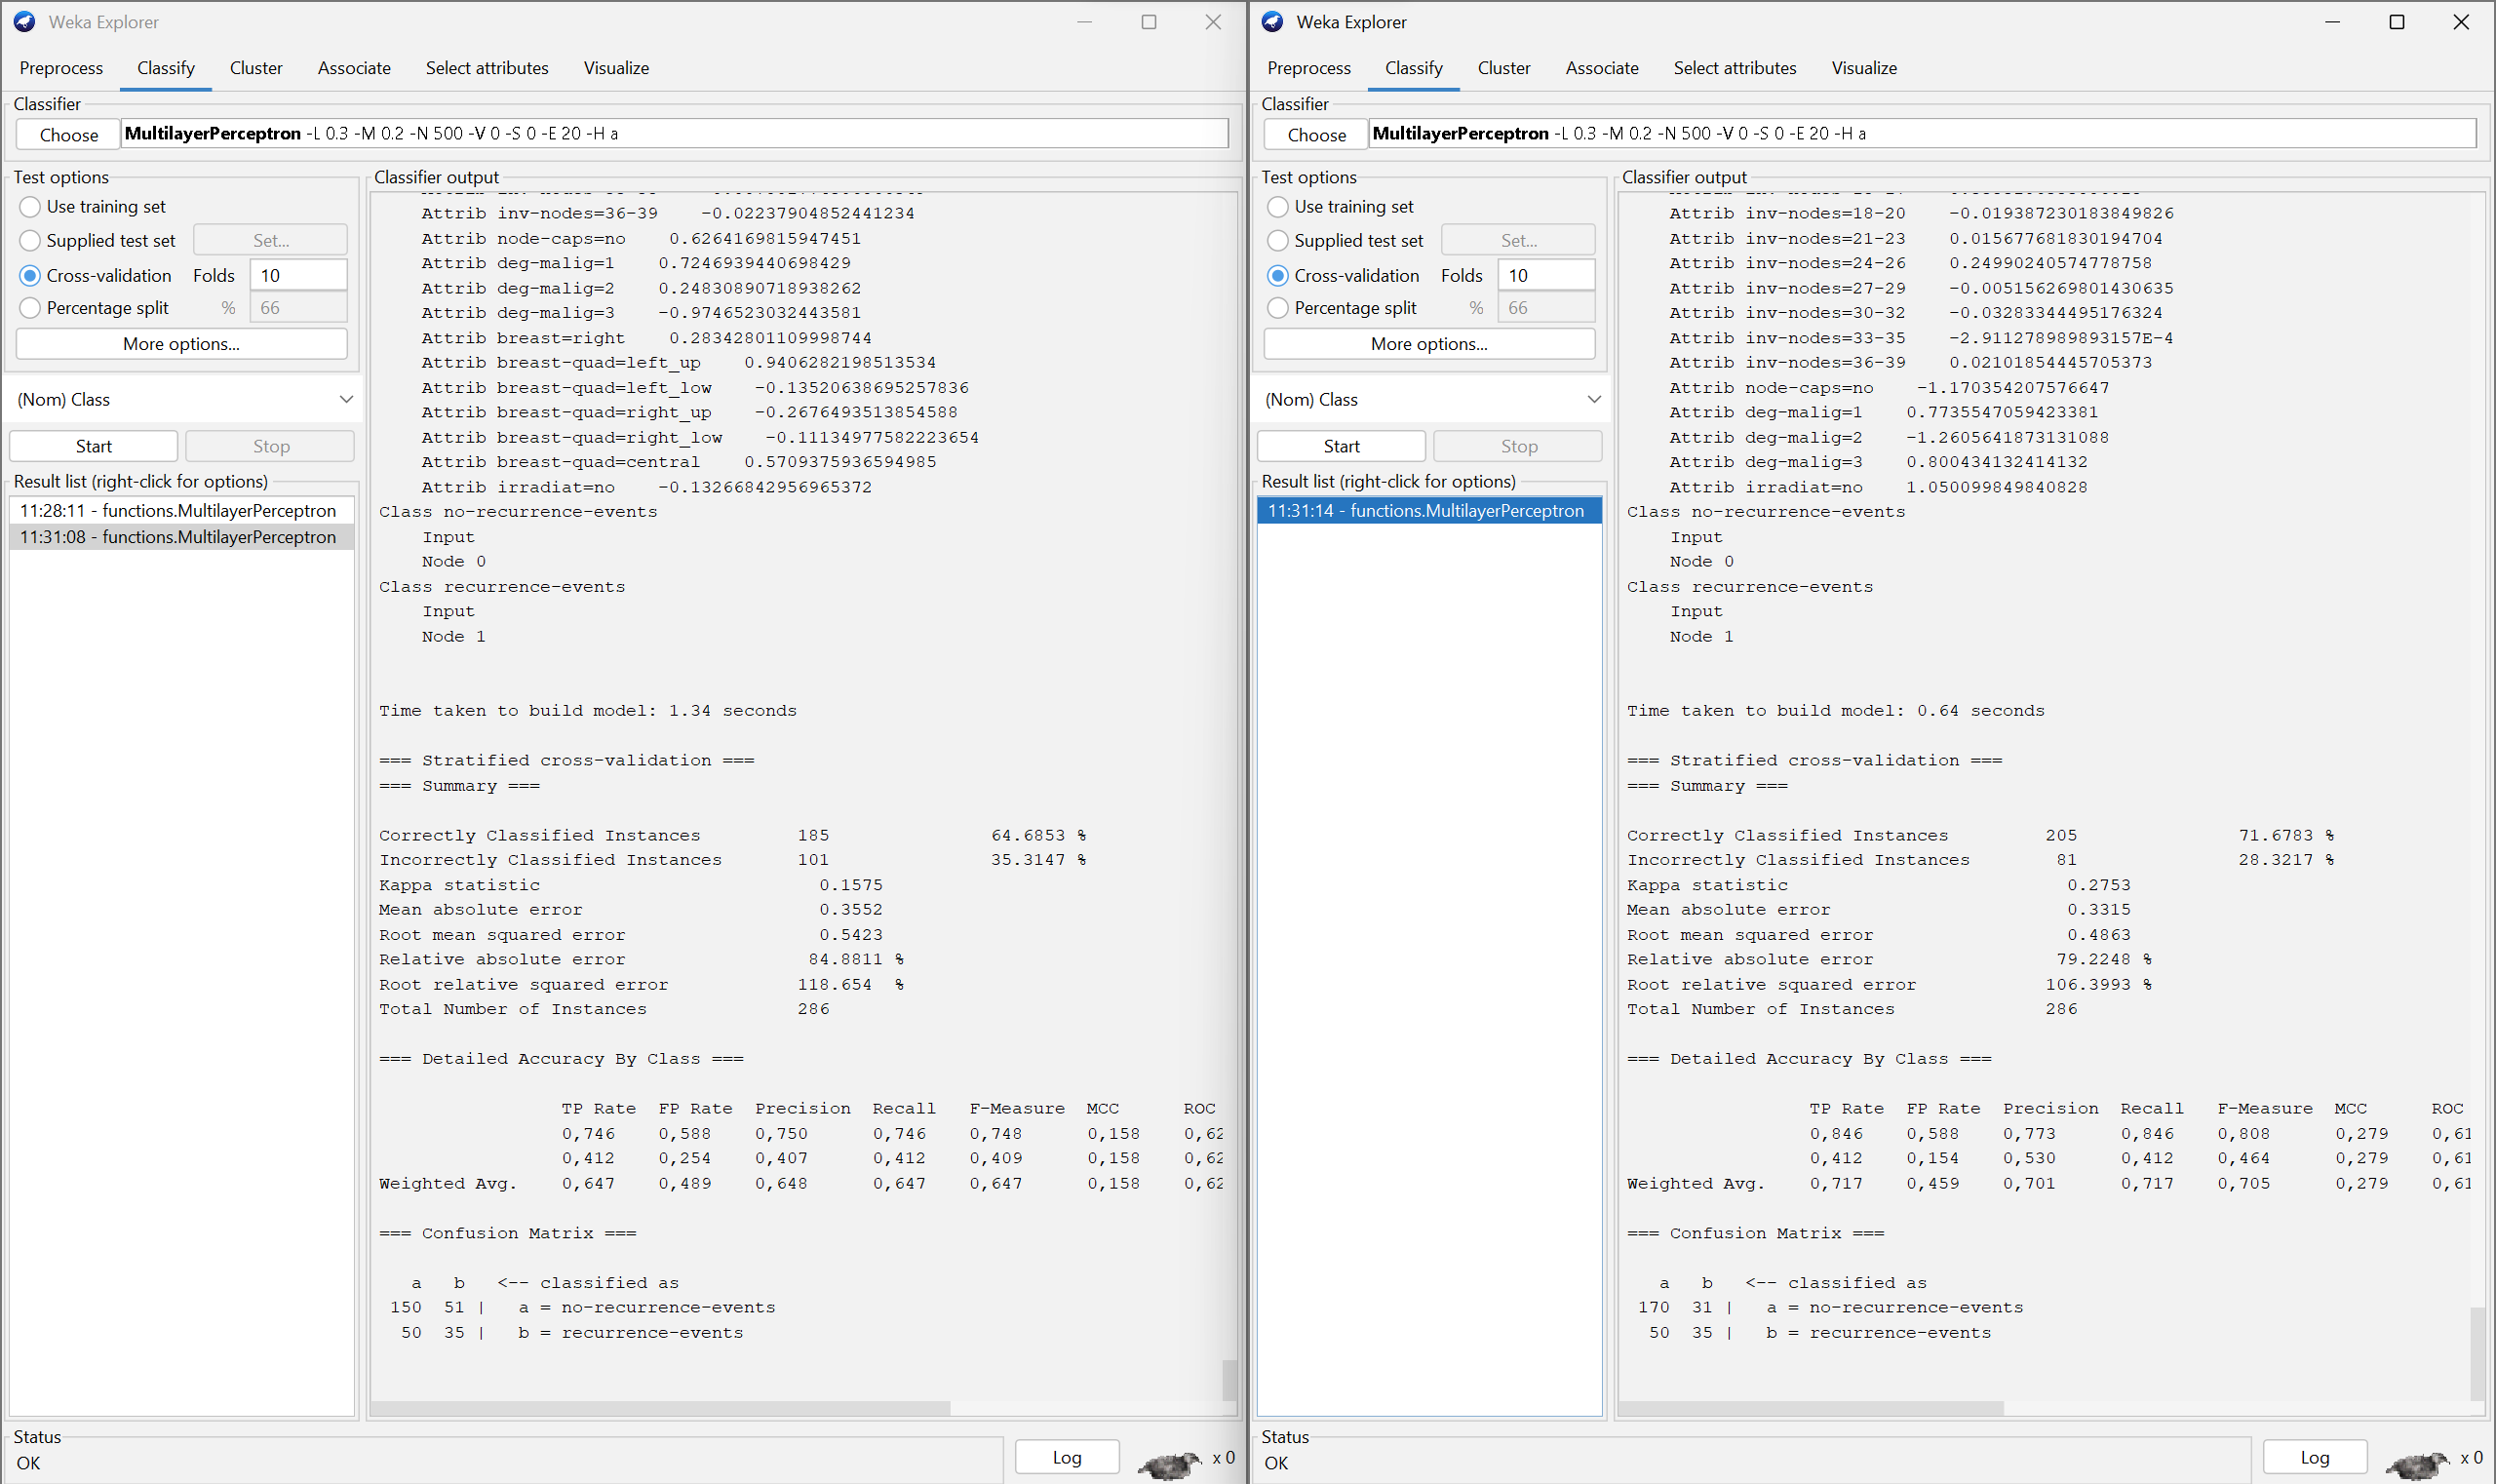 Weka Explorer
Preprocess Classify Cluster Associate Select attributes Visualize
Classifier
Choose MultilayerPerceptron -L 0.3 -M 0.2 -N 500 -V 0 -S 0 -E 20 -H a
Test options
Use training set
Supplied test set Set...
Cross-validation Folds 10
Percentage split % 66
More options...
(Nom) Class
Start Stop
Result list (right-click for options)
11:28:11 - functions.MultilayerPerceptron
11:31:08 - functions.MultilayerPerceptron
Classifier output
Attrib inv-nodes=36-39 -0.02237904852441234
Attrib node-caps=no 0.6264169815947451
Attrib deg-malig=1 0.7246939440698429
Attrib deg-malig=2 0.24830890718938262
Attrib deg-malig=3 -0.9746523032443581
Attrib breast=right 0.28342801109998744
Attrib breast-quad=left_up 0.9406282198513534
Attrib breast-quad=left_low -0.13520638695257836
Attrib breast-quad=right_up -0.2676493513854588
Attrib breast-quad=right_low -0.11134977582223654
Attrib breast-quad=central 0.5709375936594985
Attrib irradiat=no -0.13266842956965372
Class no-recurrence-events
Input
Node 0
Class recurrence-events
Input
Node 1
Time taken to build model: 1.34 seconds
=== Stratified cross-validation ===
=== Summary ===
Correctly Classified Instances 185 64.6853 %
Incorrectly Classified Instances 101 35.3147 %
Kappa statistic 0.1575
Mean absolute error 0.3552
Root mean squared error 0.5423
Relative absolute error 84.8811 %
Root relative squared error 118.654 %
Total Number of Instances 286
=== Detailed Accuracy By Class ===
TP Rate FP Rate Precision Recall F-Measure MCC ROC
0,746 0,588 0,750 0,746 0,748 0,158 0,62
0,412 0,254 0,407 0,412 0,409 0,158 0,62
Weighted Avg. 0,647 0,489 0,648 0,647 0,647 0,158 0,62
=== Confusion Matrix ===
a b <-- classified as
150 51 | a = no-recurrence-events
50 35 | b = recurrence-events
Status
OK
Log x 0
Weka Explorer
Preprocess Classify Cluster Associate Select attributes Visualize
Classifier
Choose MultilayerPerceptron -L 0.3 -M 0.2 -N 500 -V 0 -S 0 -E 20 -H a
Test options
Use training set
Supplied test set Set...
Cross-validation Folds 10
Percentage split % 66
More options...
(Nom) Class
Start Stop
Result list (right-click for options)
11:31:14 - functions.MultilayerPerceptron
Classifier output
Attrib inv-nodes=18-20 -0.019387230183849826
Attrib inv-nodes=21-23 0.015677681830194704
Attrib inv-nodes=24-26 0.24990240574778758
Attrib inv-nodes=27-29 -0.005156269801430635
Attrib inv-nodes=30-32 -0.03283344495176324
Attrib inv-nodes=33-35 -2.9112789898931​57E-4
Attrib inv-nodes=36-39 0.02101854445705373
Attrib node-caps=no -1.170354207576647
Attrib deg-malig=1 0.7735547059423381
Attrib deg-malig=2 -1.2605641873131088
Attrib deg-malig=3 0.800434132414132
Attrib irradiat=no 1.050099849840828
Class no-recurrence-events
Input
Node 0
Class recurrence-events
Input
Node 1
Time taken to build model: 0.64 seconds
=== Stratified cross-validation ===
=== Summary ===
Correctly Classified Instances 205 71.6783 %
Incorrectly Classified Instances 81 28.3217 %
Kappa statistic 0.2753
Mean absolute error 0.3315
Root mean squared error 0.4863
Relative absolute error 79.2248 %
Root relative squared error 106.3993 %
Total Number of Instances 286
=== Detailed Accuracy By Class ===
TP Rate FP Rate Precision Recall F-Measure MCC ROC
0,846 0,588 0,773 0,846 0,808 0,279 0,61
0,412 0,154 0,530 0,412 0,464 0,279 0,61
Weighted Avg. 0,717 0,459 0,701 0,717 0,705 0,279 0,61
=== Confusion Matrix ===
a b <-- classified as
170 31 | a = no-recurrence-events
50 35 | b = recurrence-events
Status
OK
Log x 0